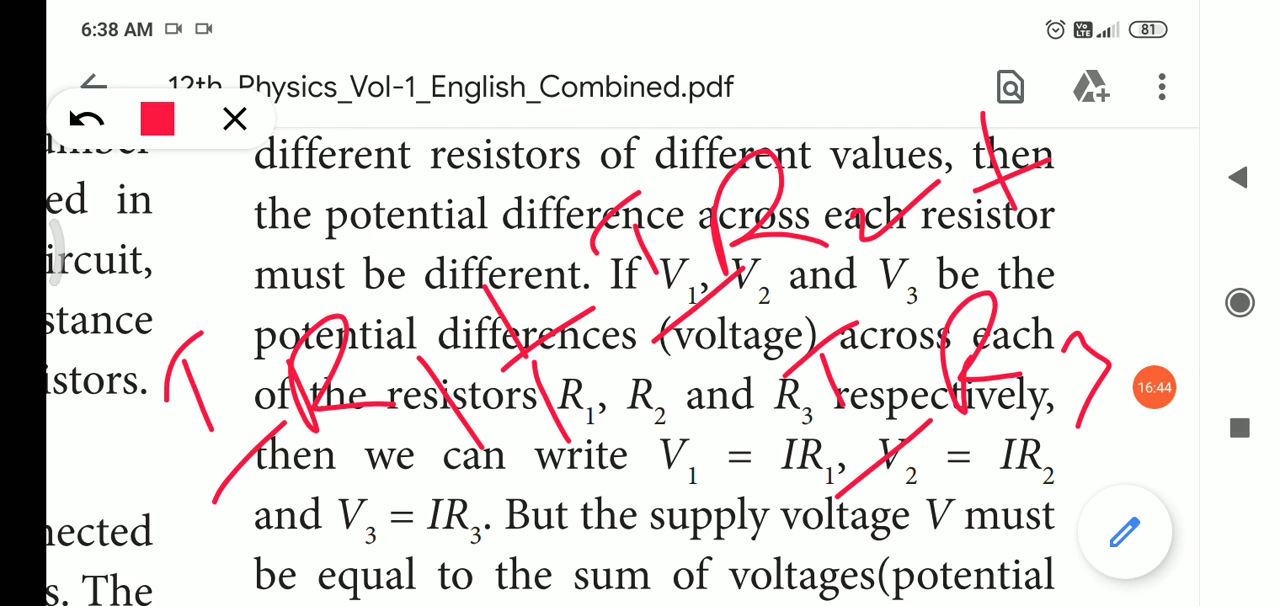 6:38 AM
Vo LTE 81
12th_Physics_Vol-1_English_Combined.pdf
different resistors of different values, then
ed in the potential difference across each resistor
ircuit, must be different. If V1, V2 and V3 be the
stance potential differences (voltage) across each
istors. of the resistors R1, R2 and R3 respectively,
16:44
then we can write V1 = IR1, V2 = IR2
nected and V3 = IR3. But the supply voltage V must
s. The be equal to the sum of voltages(potential